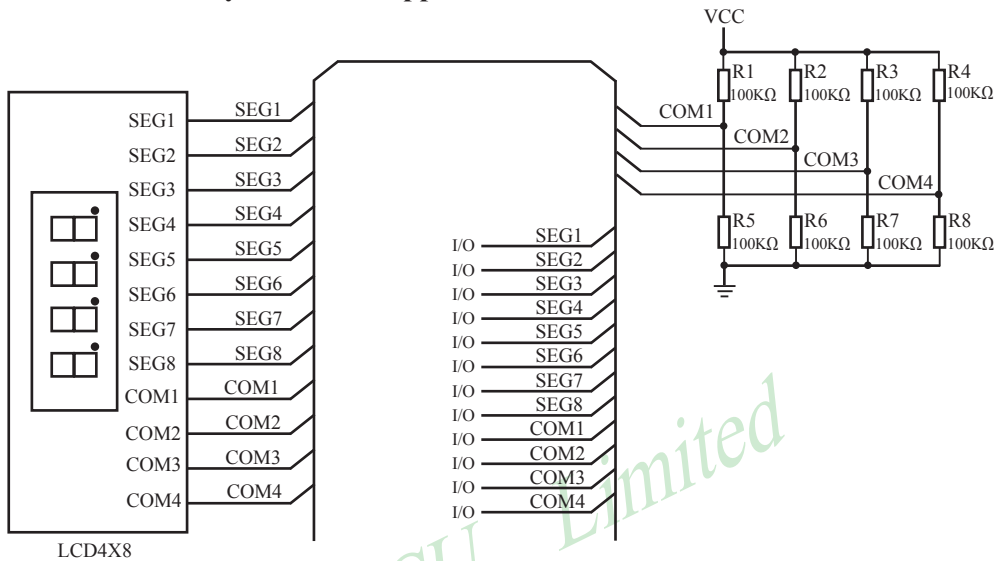 VCC
R1
100KΩ
R2
100KΩ
R3
100KΩ
R4
100KΩ
COM1
COM2
COM3
COM4
R5
100KΩ
R6
100KΩ
R7
100KΩ
R8
100KΩ
SEG1 SEG1
SEG2 SEG2
SEG3 SEG3
SEG4 SEG4
SEG5 SEG5
SEG6 SEG6
SEG7 SEG7
SEG8 SEG8
COM1 COM1
COM2 COM2
COM3 COM3
COM4 COM4
LCD4X8
I/O SEG1
I/O SEG2
I/O SEG3
I/O SEG4
I/O SEG5
I/O SEG6
I/O SEG7
I/O SEG8
I/O COM1
I/O COM2
I/O COM3
I/O COM4
Limited